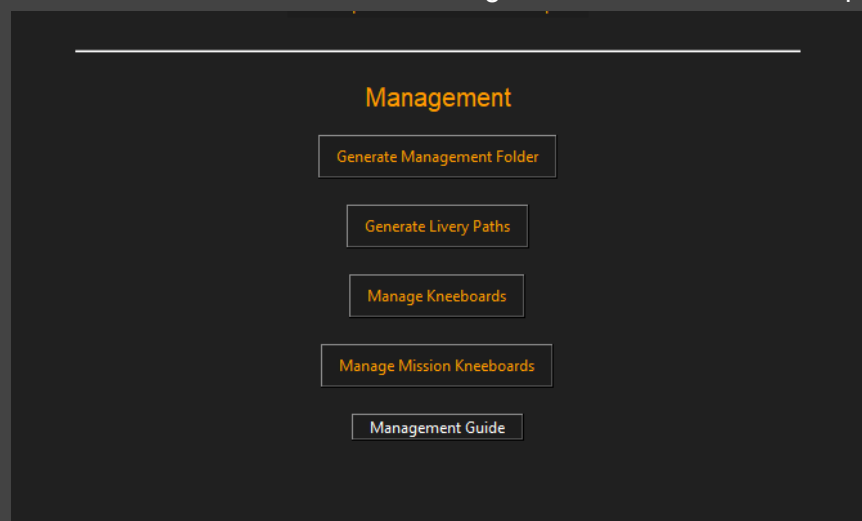 Management
Generate Management Folder
Generate Livery Paths
Manage Kneeboards
Manage Mission Kneeboards
Management Guide